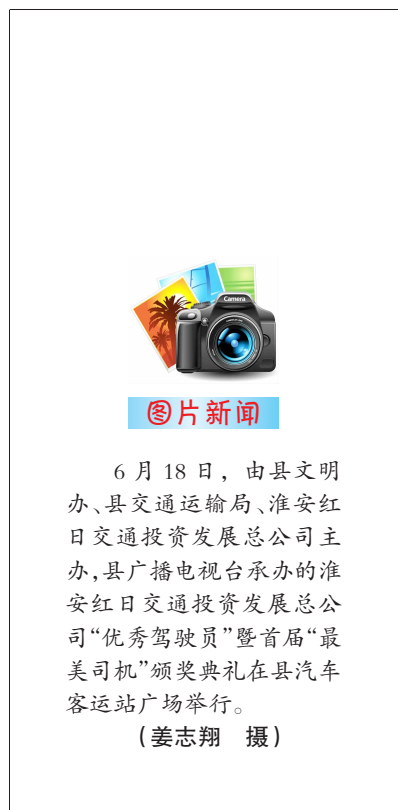 Camera
图片新闻
6 月 18 日，由县文明
办、县交通运输局、淮安红
日交通投资发展总公司主
办,县广播电视台承办的淮
安红日交通投资发展总公
司“优秀驾驶员”暨首届“最
美司机”颁奖典礼在县汽车
客运站广场举行。
（姜志翔　摄）